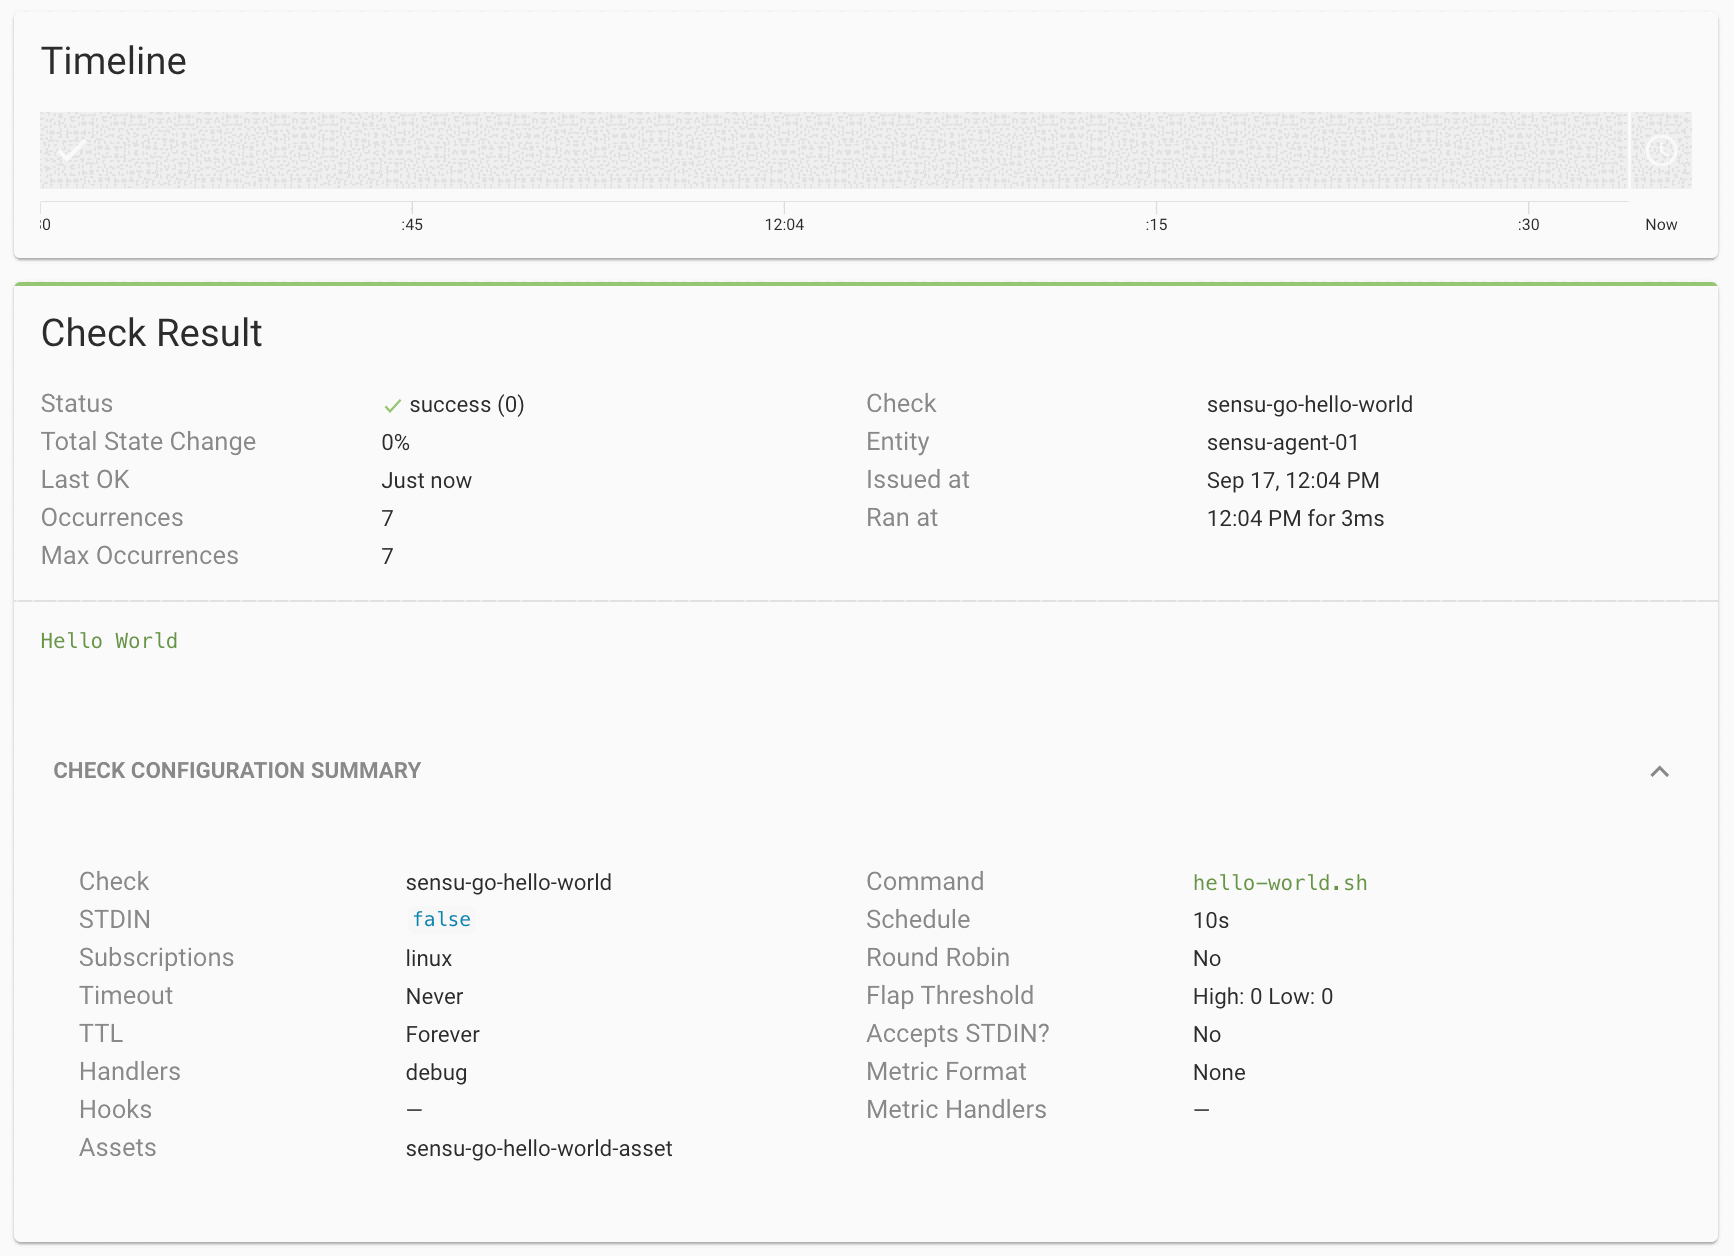 Timeline
:45 12:04 :15 :30 Now
Check Result
Status success (0) Check sensu-go-hello-world
Total State Change 0% Entity sensu-agent-01
Last OK Just now Issued at Sep 17, 12:04 PM
Occurrences 7 Ran at 12:04 PM for 3ms
Max Occurrences 7
Hello World
CHECK CONFIGURATION SUMMARY
Check sensu-go-hello-world Command hello-world.sh
STDIN false Schedule 10s
Subscriptions linux Round Robin No
Timeout Never Flap Threshold High: 0 Low: 0
TTL Forever Accepts STDIN? No
Handlers debug Metric Format None
Hooks — Metric Handlers —
Assets sensu-go-hello-world-asset